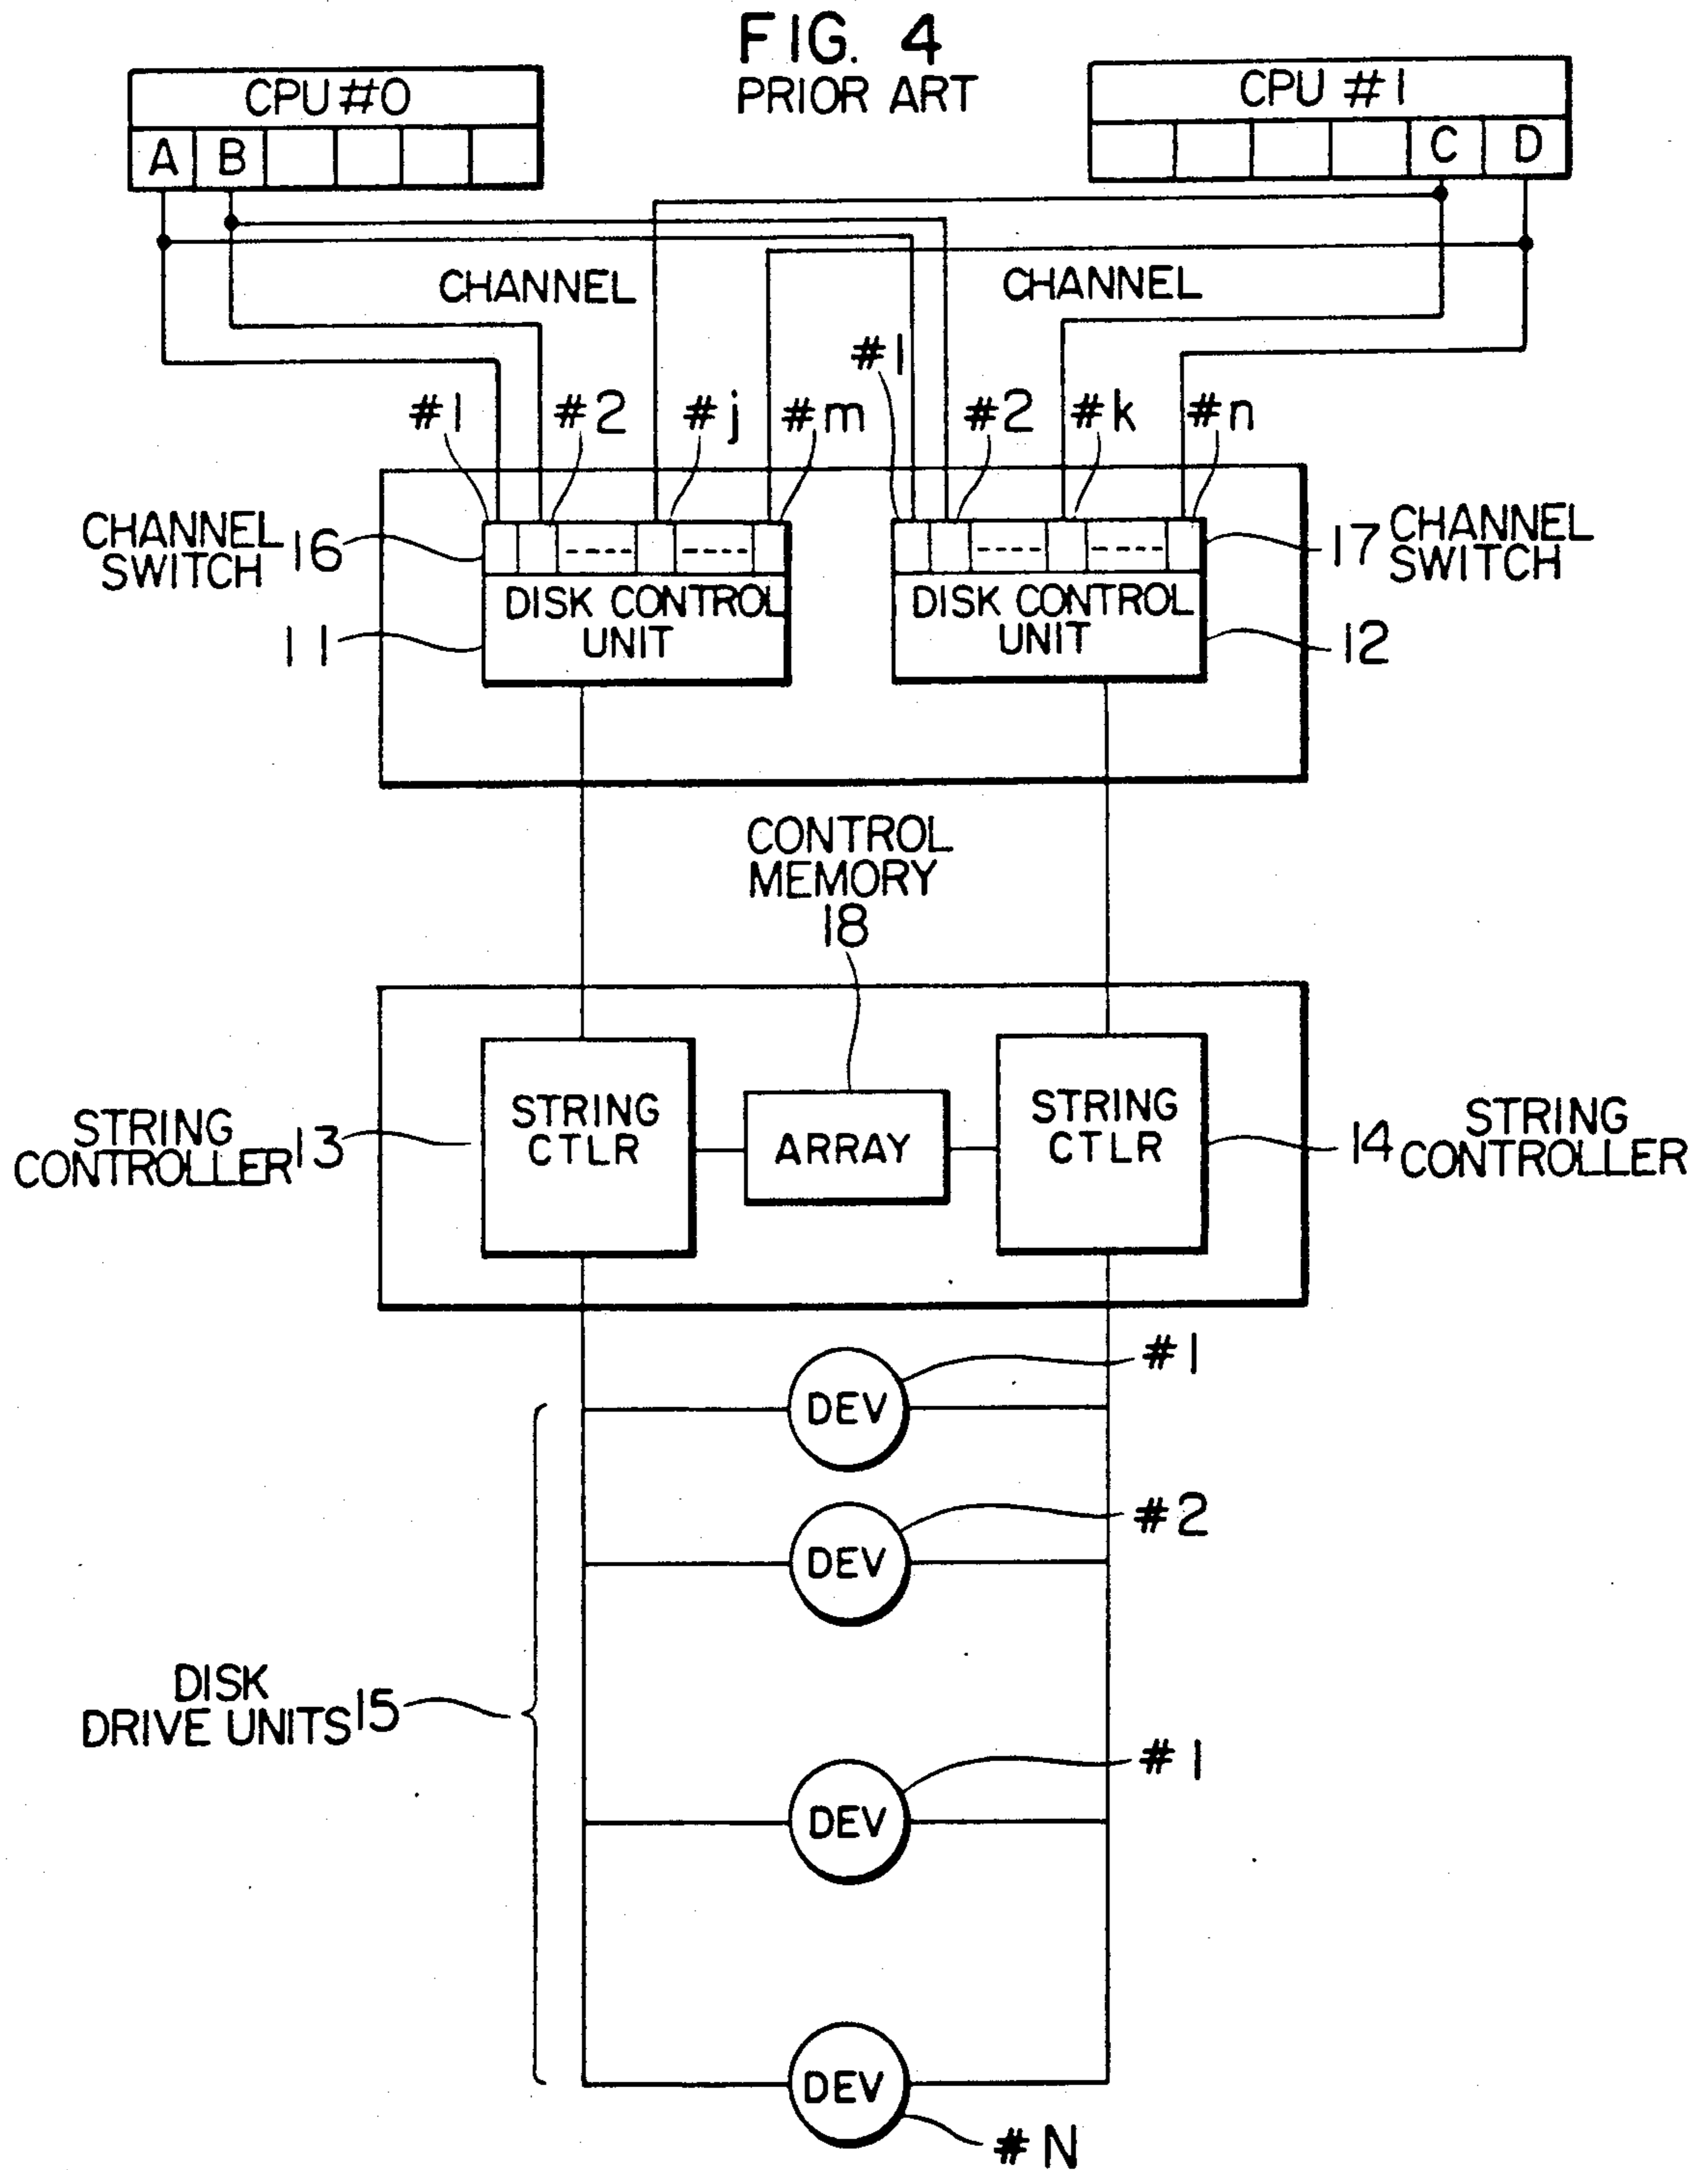 FIG. 4
PRIOR ART
CPU #0
A B
CPU #1
C D
CHANNEL
CHANNEL
#1
#2
#j
#m
#1
#2
#k
#n
CHANNEL
SWITCH 16
17 CHANNEL
SWITCH
DISK CONTROL
UNIT
DISK CONTROL
UNIT
11
12
CONTROL
MEMORY
18
STRING
CONTROLLER 13
STRING
CTLR
ARRAY
STRING
CTLR
14 STRING
CONTROLLER
DEV
#1
DEV
#2
DISK
DRIVE UNITS 15
DEV
#1
DEV
#N